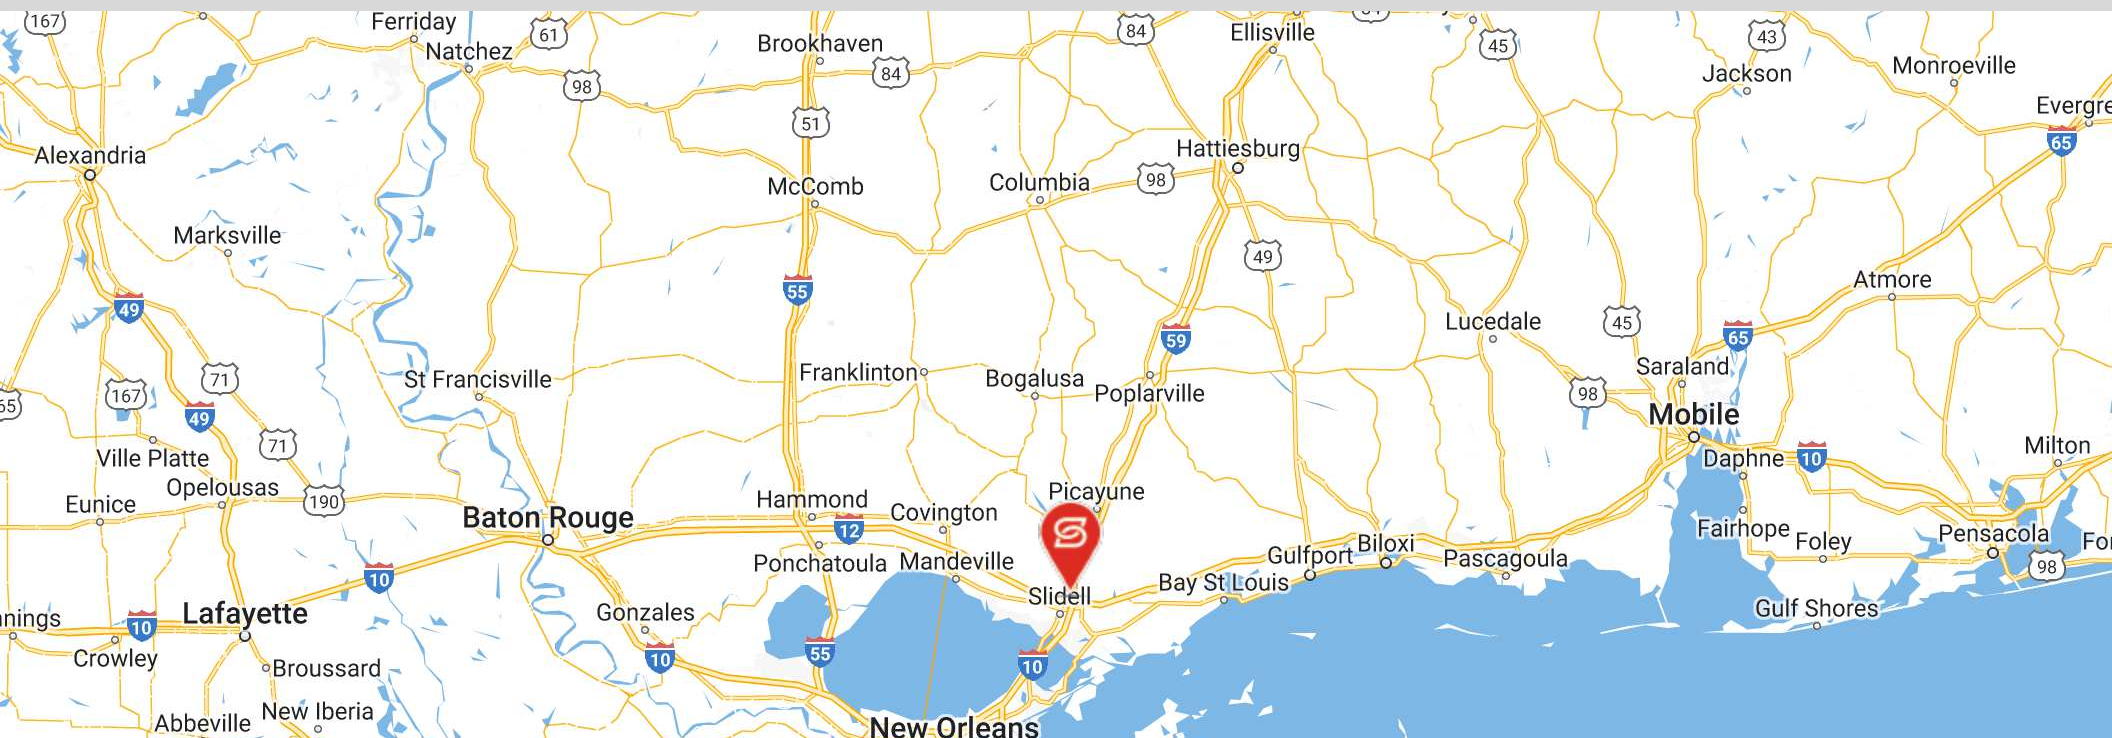 167
Ferriday
61
Natchez
98
Brookhaven
84
51
84
Ellisville
45
43
Jackson
Monroeville
Evergre
65
Alexandria
Marksville
McComb
Columbia
98
Hattiesburg
49
49
55
59
Lucedale
45
Atmore
65
Saraland
71
167
65
49
71
St Francisville
Franklinton
Bogalusa
Poplarville
98
Mobile
Daphne
10
Milton
Ville Platte
Opelousas
190
Eunice
Baton Rouge
Hammond
12
Covington
Picayune
Ponchatoula
Mandeville
Slidell
Bay St Louis
Gulfport
Biloxi
Pascagoula
Fairhope
Foley
Pensacola
For
98
Gulf Shores
10
Lafayette
nnings
10
Crowley
Broussard
Gonzales
10
55
10
Abbeville
New Iberia
New Orleans